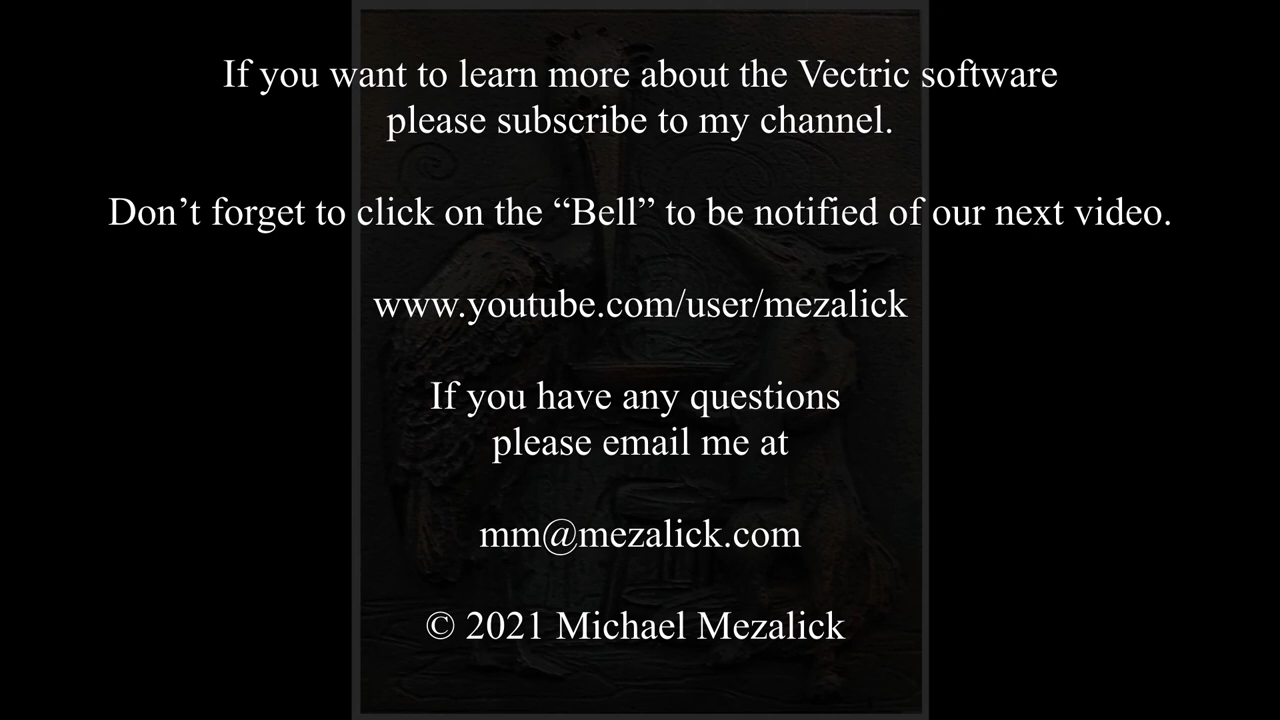 If you want to learn more about the Vectric software
please subscribe to my channel.
Don’t forget to click on the “Bell” to be notified of our next video.
www.youtube.com/user/mezalick
If you have any questions
please email me at
mm@mezalick.com
© 2021 Michael Mezalick